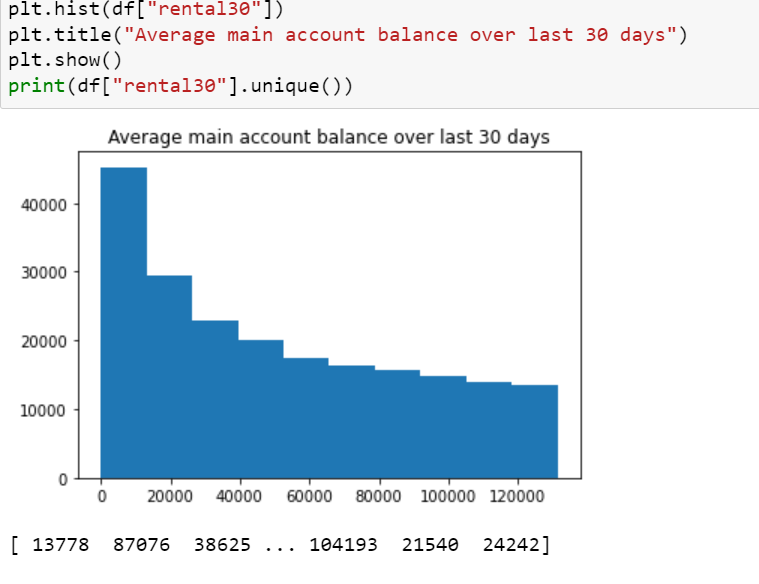 plt.hist(df["rental30"])
plt.title("Average main account balance over last 30 days")
plt.show()
print(df["rental30"].unique())
Average main account balance over last 30 days
40000
30000
20000
10000
0
0 20000 40000 60000 80000 100000 120000
[ 13778 87076 38625 ... 104193 21540 24242]